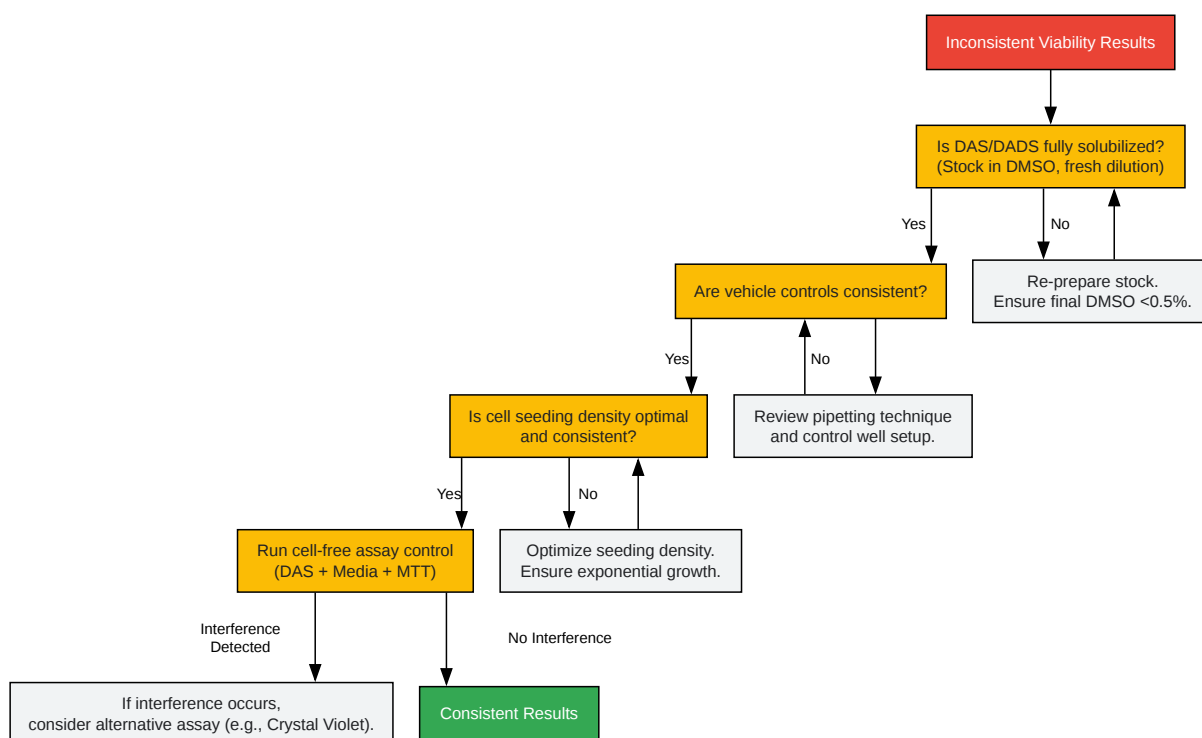 Inconsistent Viability Results
Is DAS/DADS fully solubilized?
(Stock in DMSO, fresh dilution)
Yes
No
Are vehicle controls consistent?
Re-prepare stock.
Ensure final DMSO <0.5%.
Yes
No
Is cell seeding density optimal
and consistent?
Review pipetting technique
and control well setup.
Yes
No
Run cell-free assay control
(DAS + Media + MTT)
Optimize seeding density.
Ensure exponential growth.
Interference
Detected
No Interference
If interference occurs,
consider alternative assay (e.g., Crystal Violet).
Consistent Results